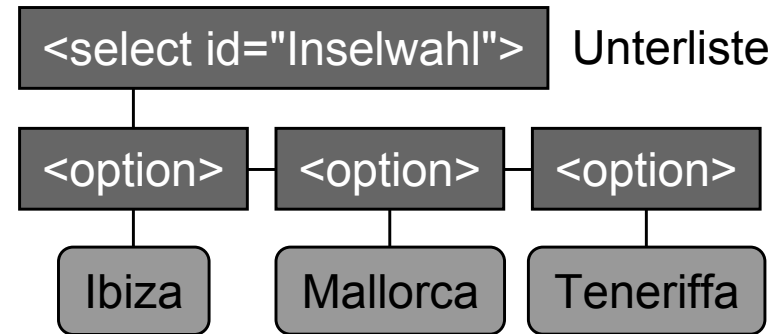 <select id="Inselwahl"> Unterliste
<option> <option> <option>
Ibiza Mallorca Teneriffa